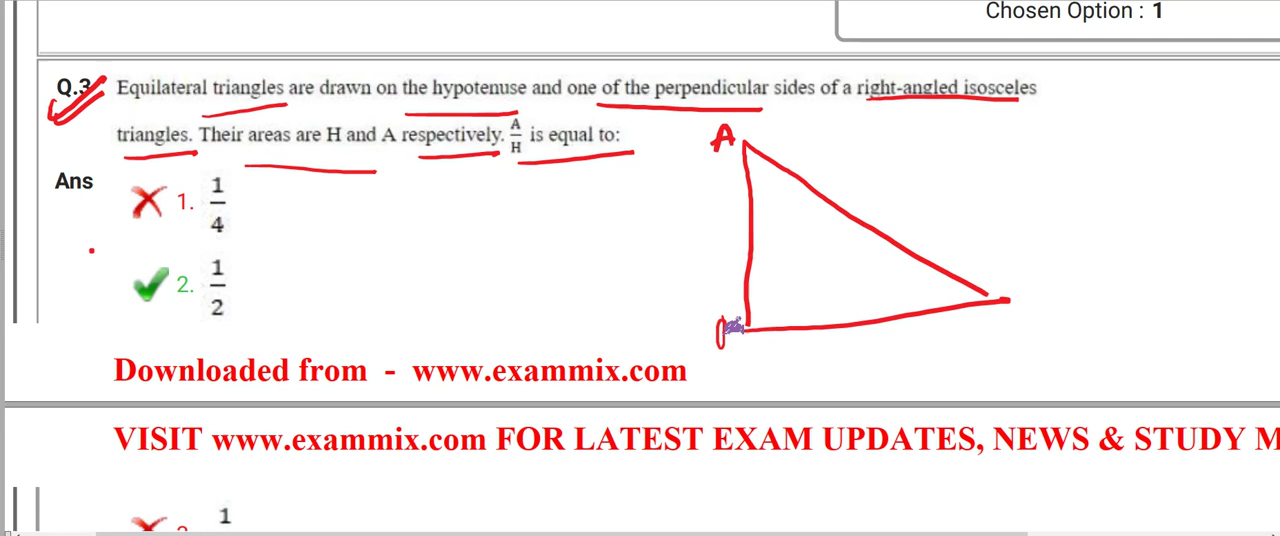 Chosen Option : 1
Q.3 Equilateral triangles are drawn on the hypotenuse and one of the perpendicular sides of a right-angled isosceles
triangles. Their areas are H and A respectively. A/H is equal to:
A
Ans
1. 1/4
2. 1/2
Downloaded from - www.exammix.com
VISIT www.exammix.com FOR LATEST EXAM UPDATES, NEWS & STUDY M
1